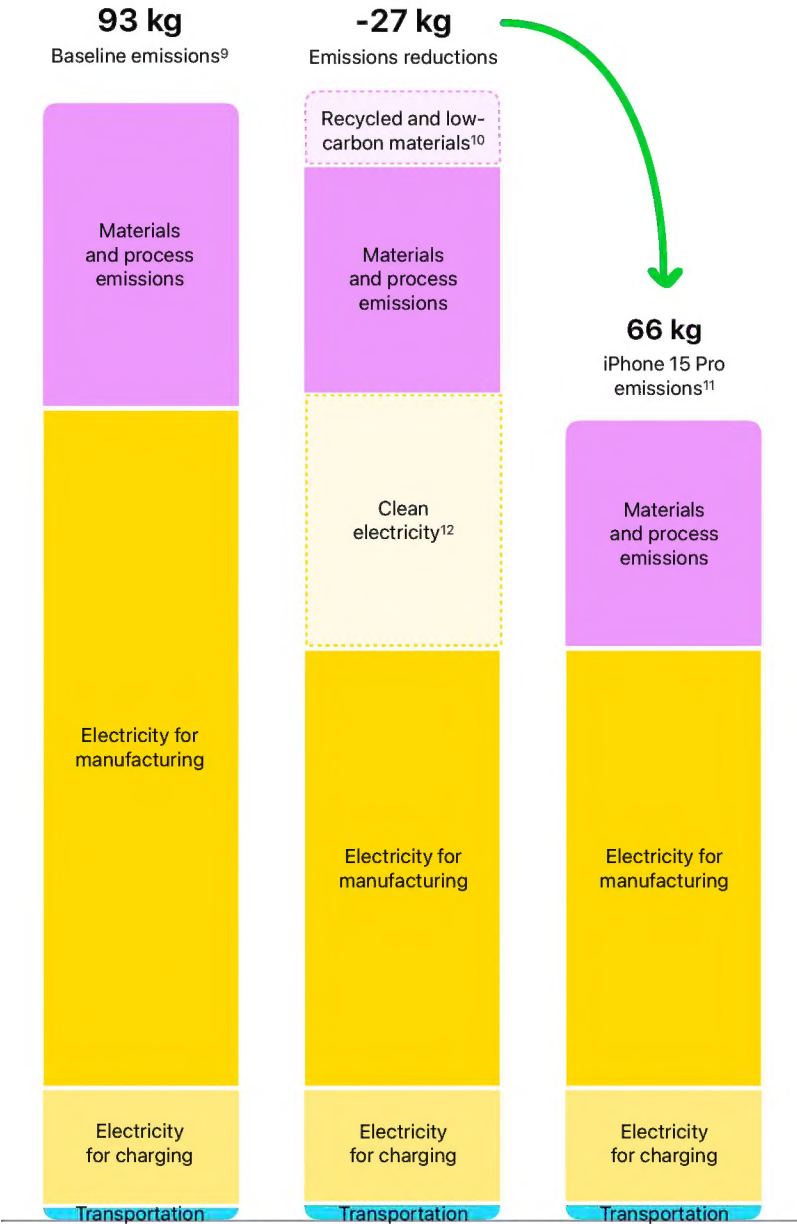 93 kg
Baseline emissions⁹
Materials
and process
emissions
Electricity for
manufacturing
Electricity
for charging
Transportation
-27 kg
Emissions reductions
Recycled and low-
carbon materials¹⁰
Materials
and process
emissions
Clean
electricity¹²
Electricity for
manufacturing
Electricity
for charging
Transportation
66 kg
iPhone 15 Pro
emissions¹¹
Materials
and process
emissions
Electricity for
manufacturing
Electricity
for charging
Transportation